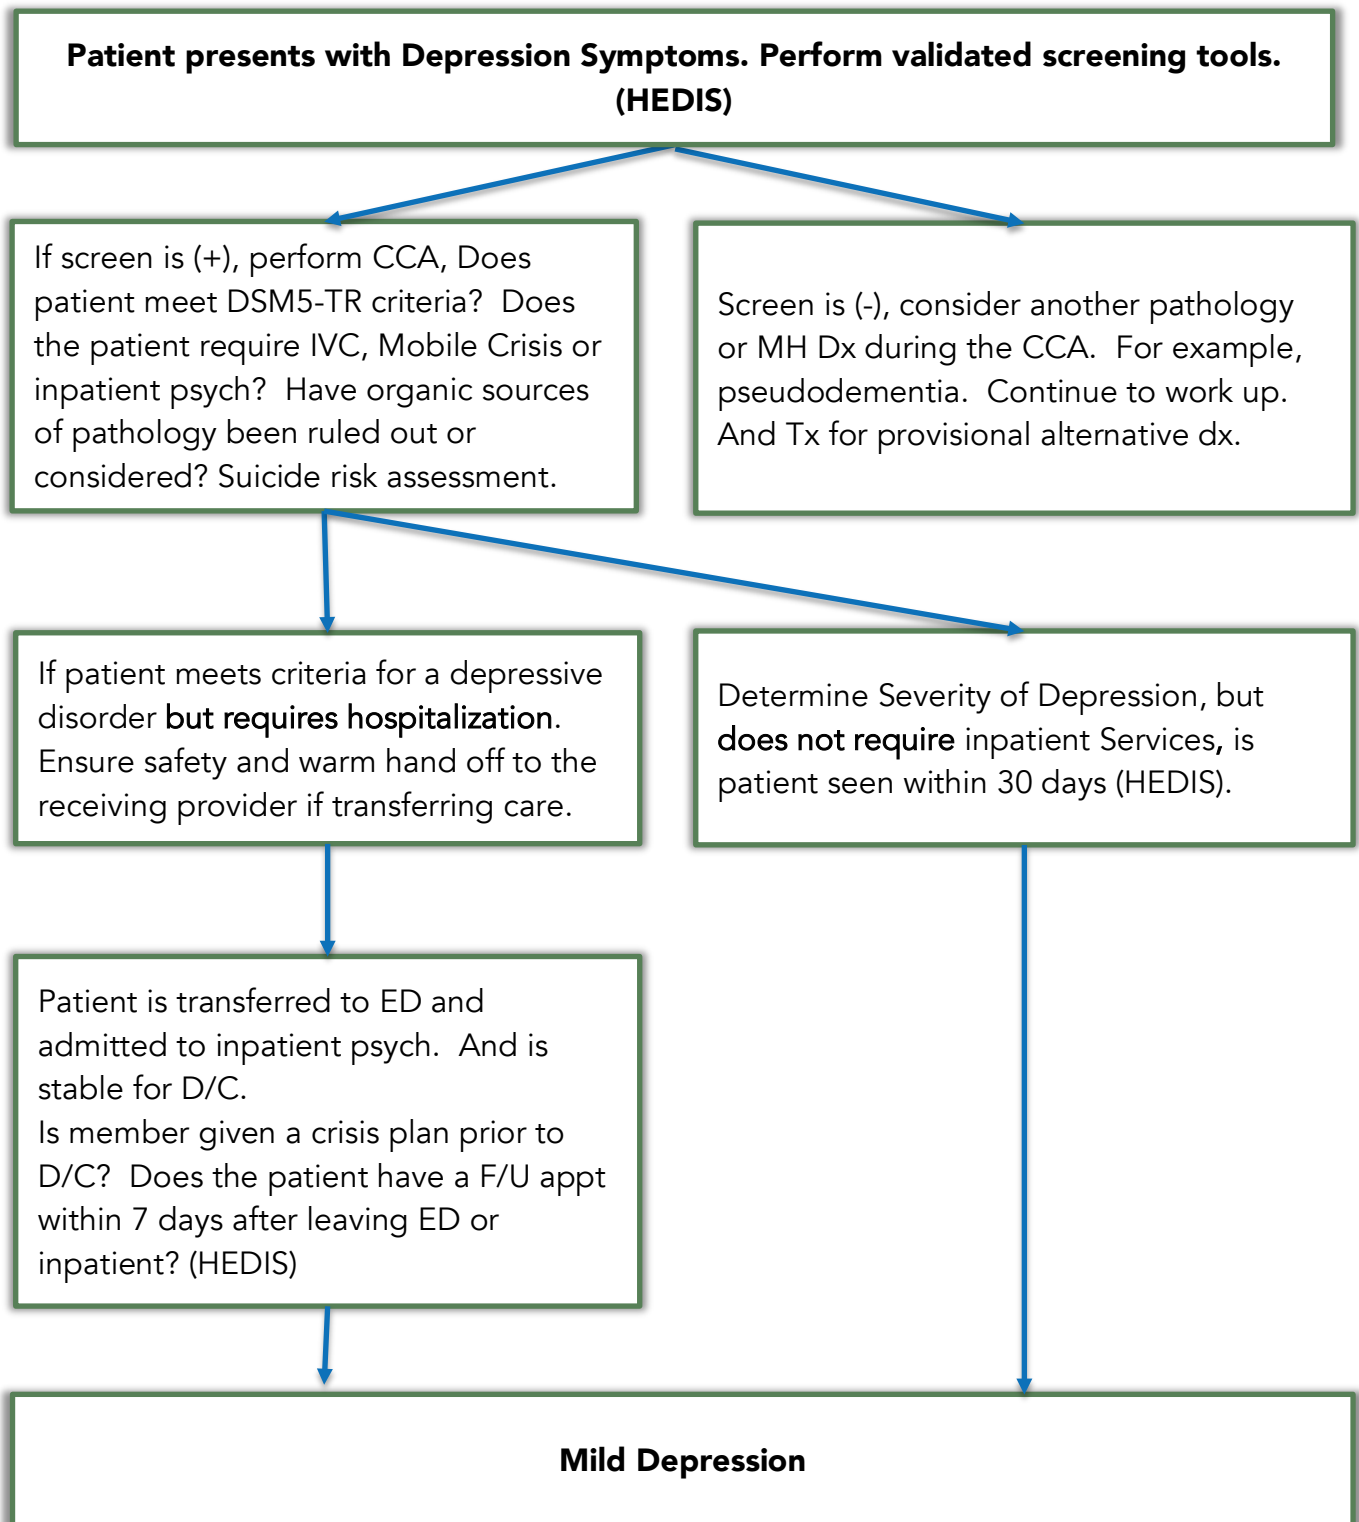 Patient presents with Depression Symptoms. Perform validated screening tools.
(HEDIS)
If screen is (+), perform CCA, Does
patient meet DSM5-TR criteria?  Does
the patient require IVC, Mobile Crisis or
inpatient psych?  Have organic sources
of pathology been ruled out or
considered? Suicide risk assessment.
Screen is (-), consider another pathology
or MH Dx during the CCA.  For example,
pseudodementia.  Continue to work up.
And Tx for provisional alternative dx.
If patient meets criteria for a depressive
disorder but requires hospitalization.
Ensure safety and warm hand off to the
receiving provider if transferring care.
Determine Severity of Depression, but
does not require inpatient Services, is
patient seen within 30 days (HEDIS).
Patient is transferred to ED and
admitted to inpatient psych.  And is
stable for D/C.
Is member given a crisis plan prior to
D/C?  Does the patient have a F/U appt
within 7 days after leaving ED or
inpatient? (HEDIS)
Mild Depression